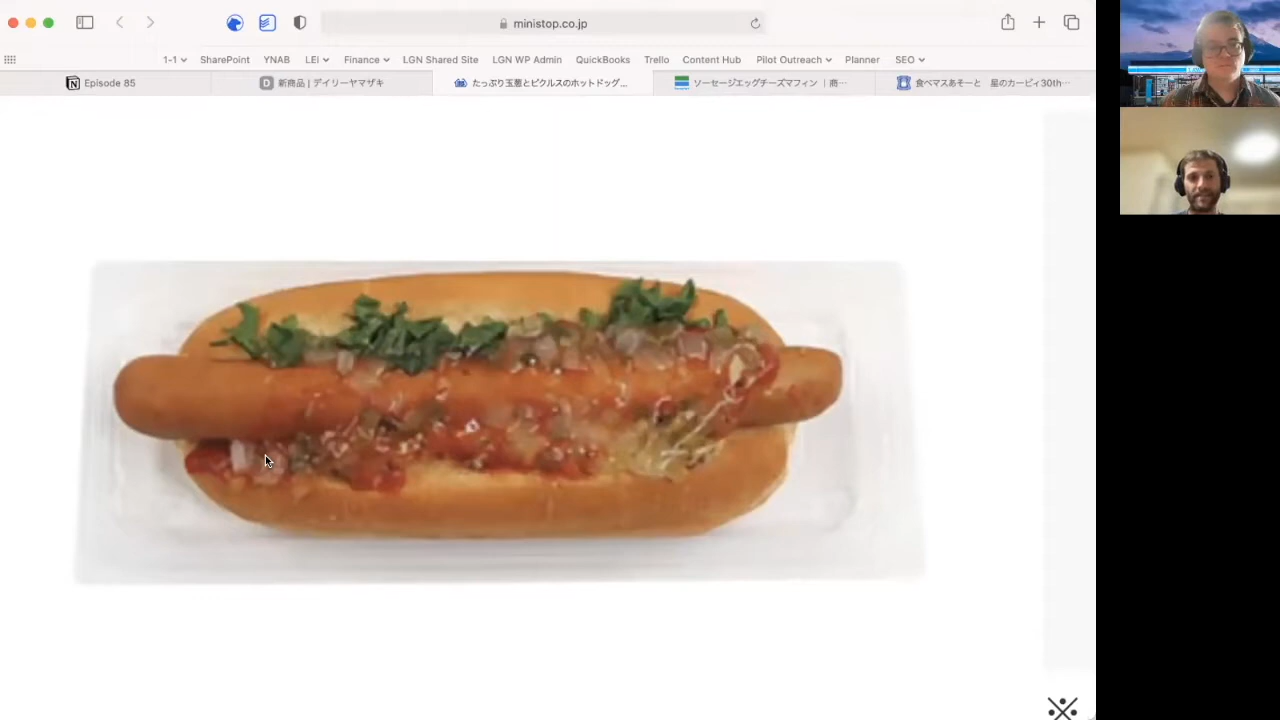 ministop.co.jp
1-1 SharePoint YNAB LEI Finance LGN Shared Site LGN WP Admin QuickBooks Trello Content Hub Pilot Outreach Planner SEO
Episode 85 D 新商品 | デイリーヤマザキ たっぷり玉葱とピクルスのホットドッグ... ソーセージエッグチーズマフィン | 商... 食べマスあそーと 星のカービィ30th...
※